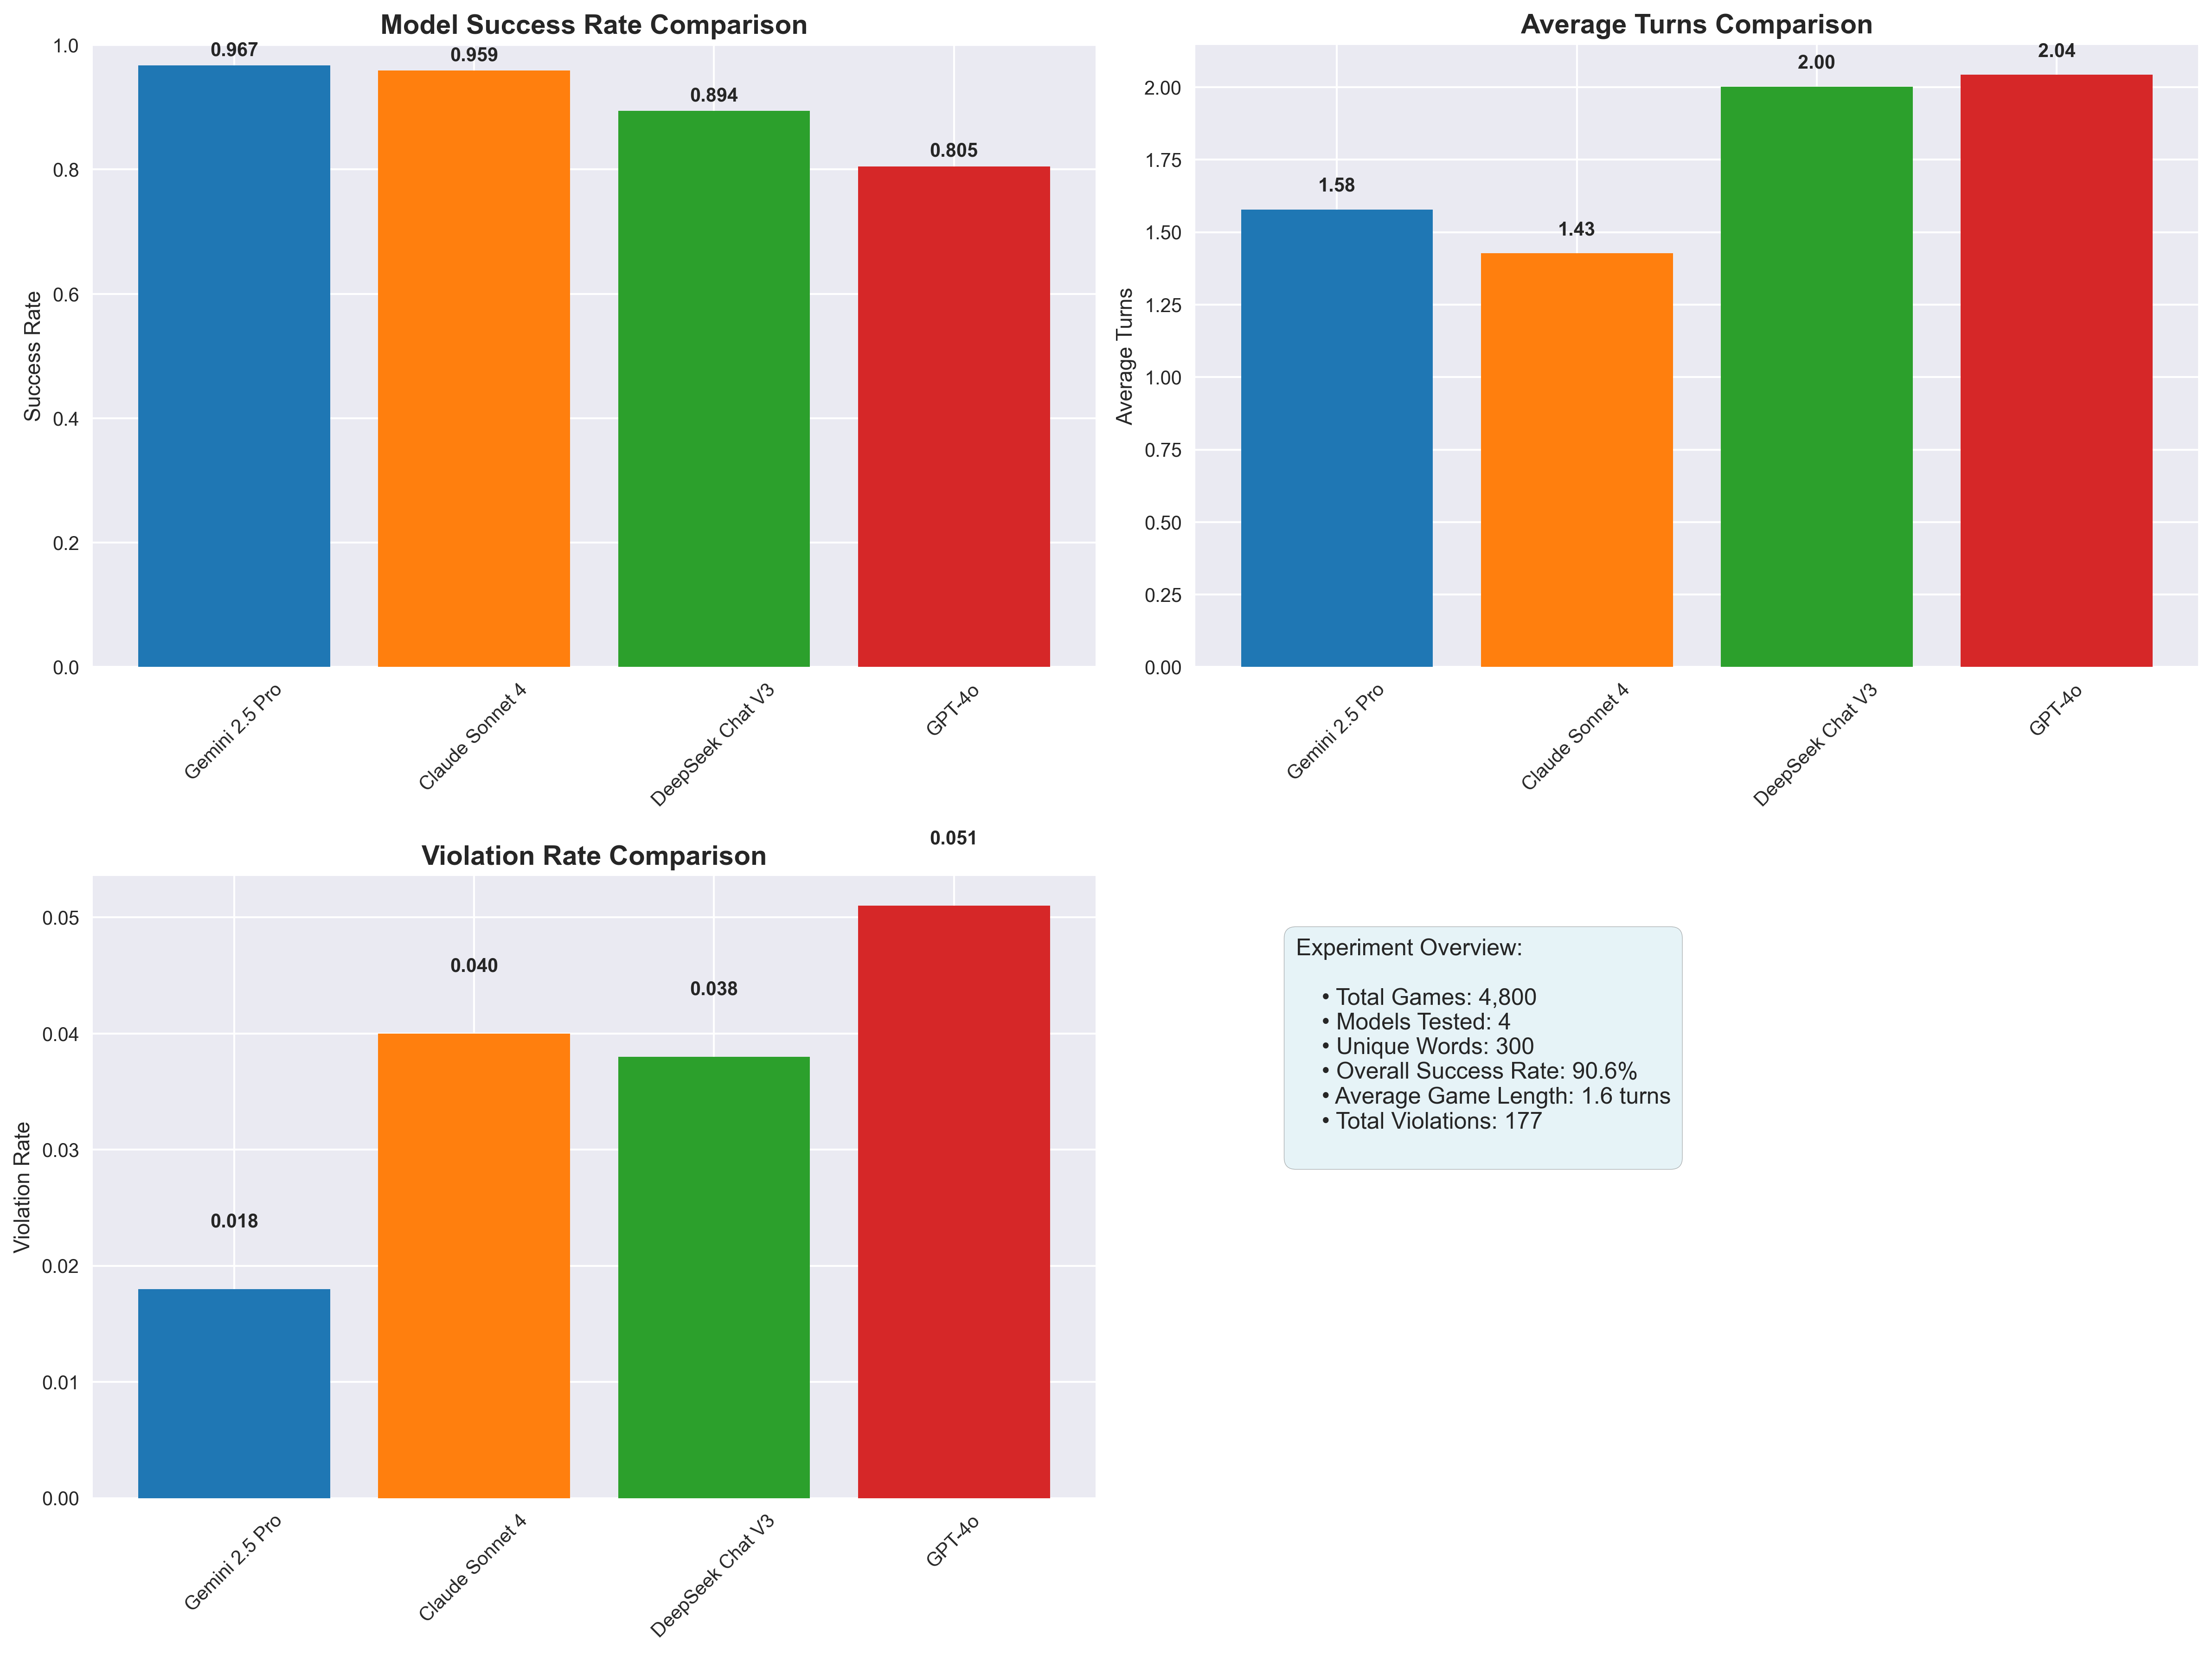 Model Success Rate Comparison
Success Rate
1.0
0.8
0.6
0.4
0.2
0.0
0.967
0.959
0.894
0.805
Gemini 2.5 Pro
Claude Sonnet 4
DeepSeek Chat V3
GPT-4o
Average Turns Comparison
Average Turns
2.00
1.75
1.50
1.25
1.00
0.75
0.50
0.25
0.00
1.58
1.43
2.00
2.04
Gemini 2.5 Pro
Claude Sonnet 4
DeepSeek Chat V3
GPT-4o
Violation Rate Comparison
Violation Rate
0.05
0.04
0.03
0.02
0.01
0.00
0.018
0.040
0.038
0.051
Gemini 2.5 Pro
Claude Sonnet 4
DeepSeek Chat V3
GPT-4o
Experiment Overview:
• Total Games: 4,800
• Models Tested: 4
• Unique Words: 300
• Overall Success Rate: 90.6%
• Average Game Length: 1.6 turns
• Total Violations: 177